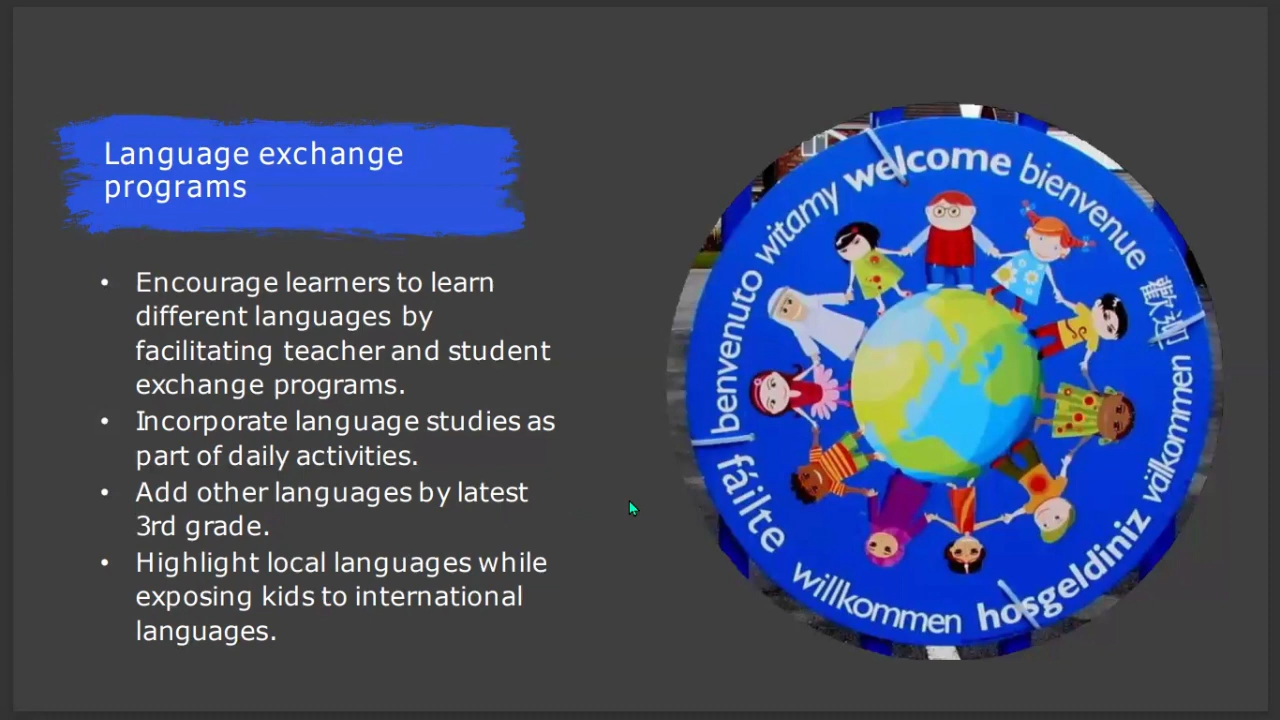 Language exchange
programs
• Encourage learners to learn
different languages by
facilitating teacher and student
exchange programs.
• Incorporate language studies as
part of daily activities.
• Add other languages by latest
3rd grade.
• Highlight local languages while
exposing kids to international
languages.
welcome
bienvenue
歡迎
välkommen
hosgeldiniz
willkommen
fáilte
benvenuto
witamy